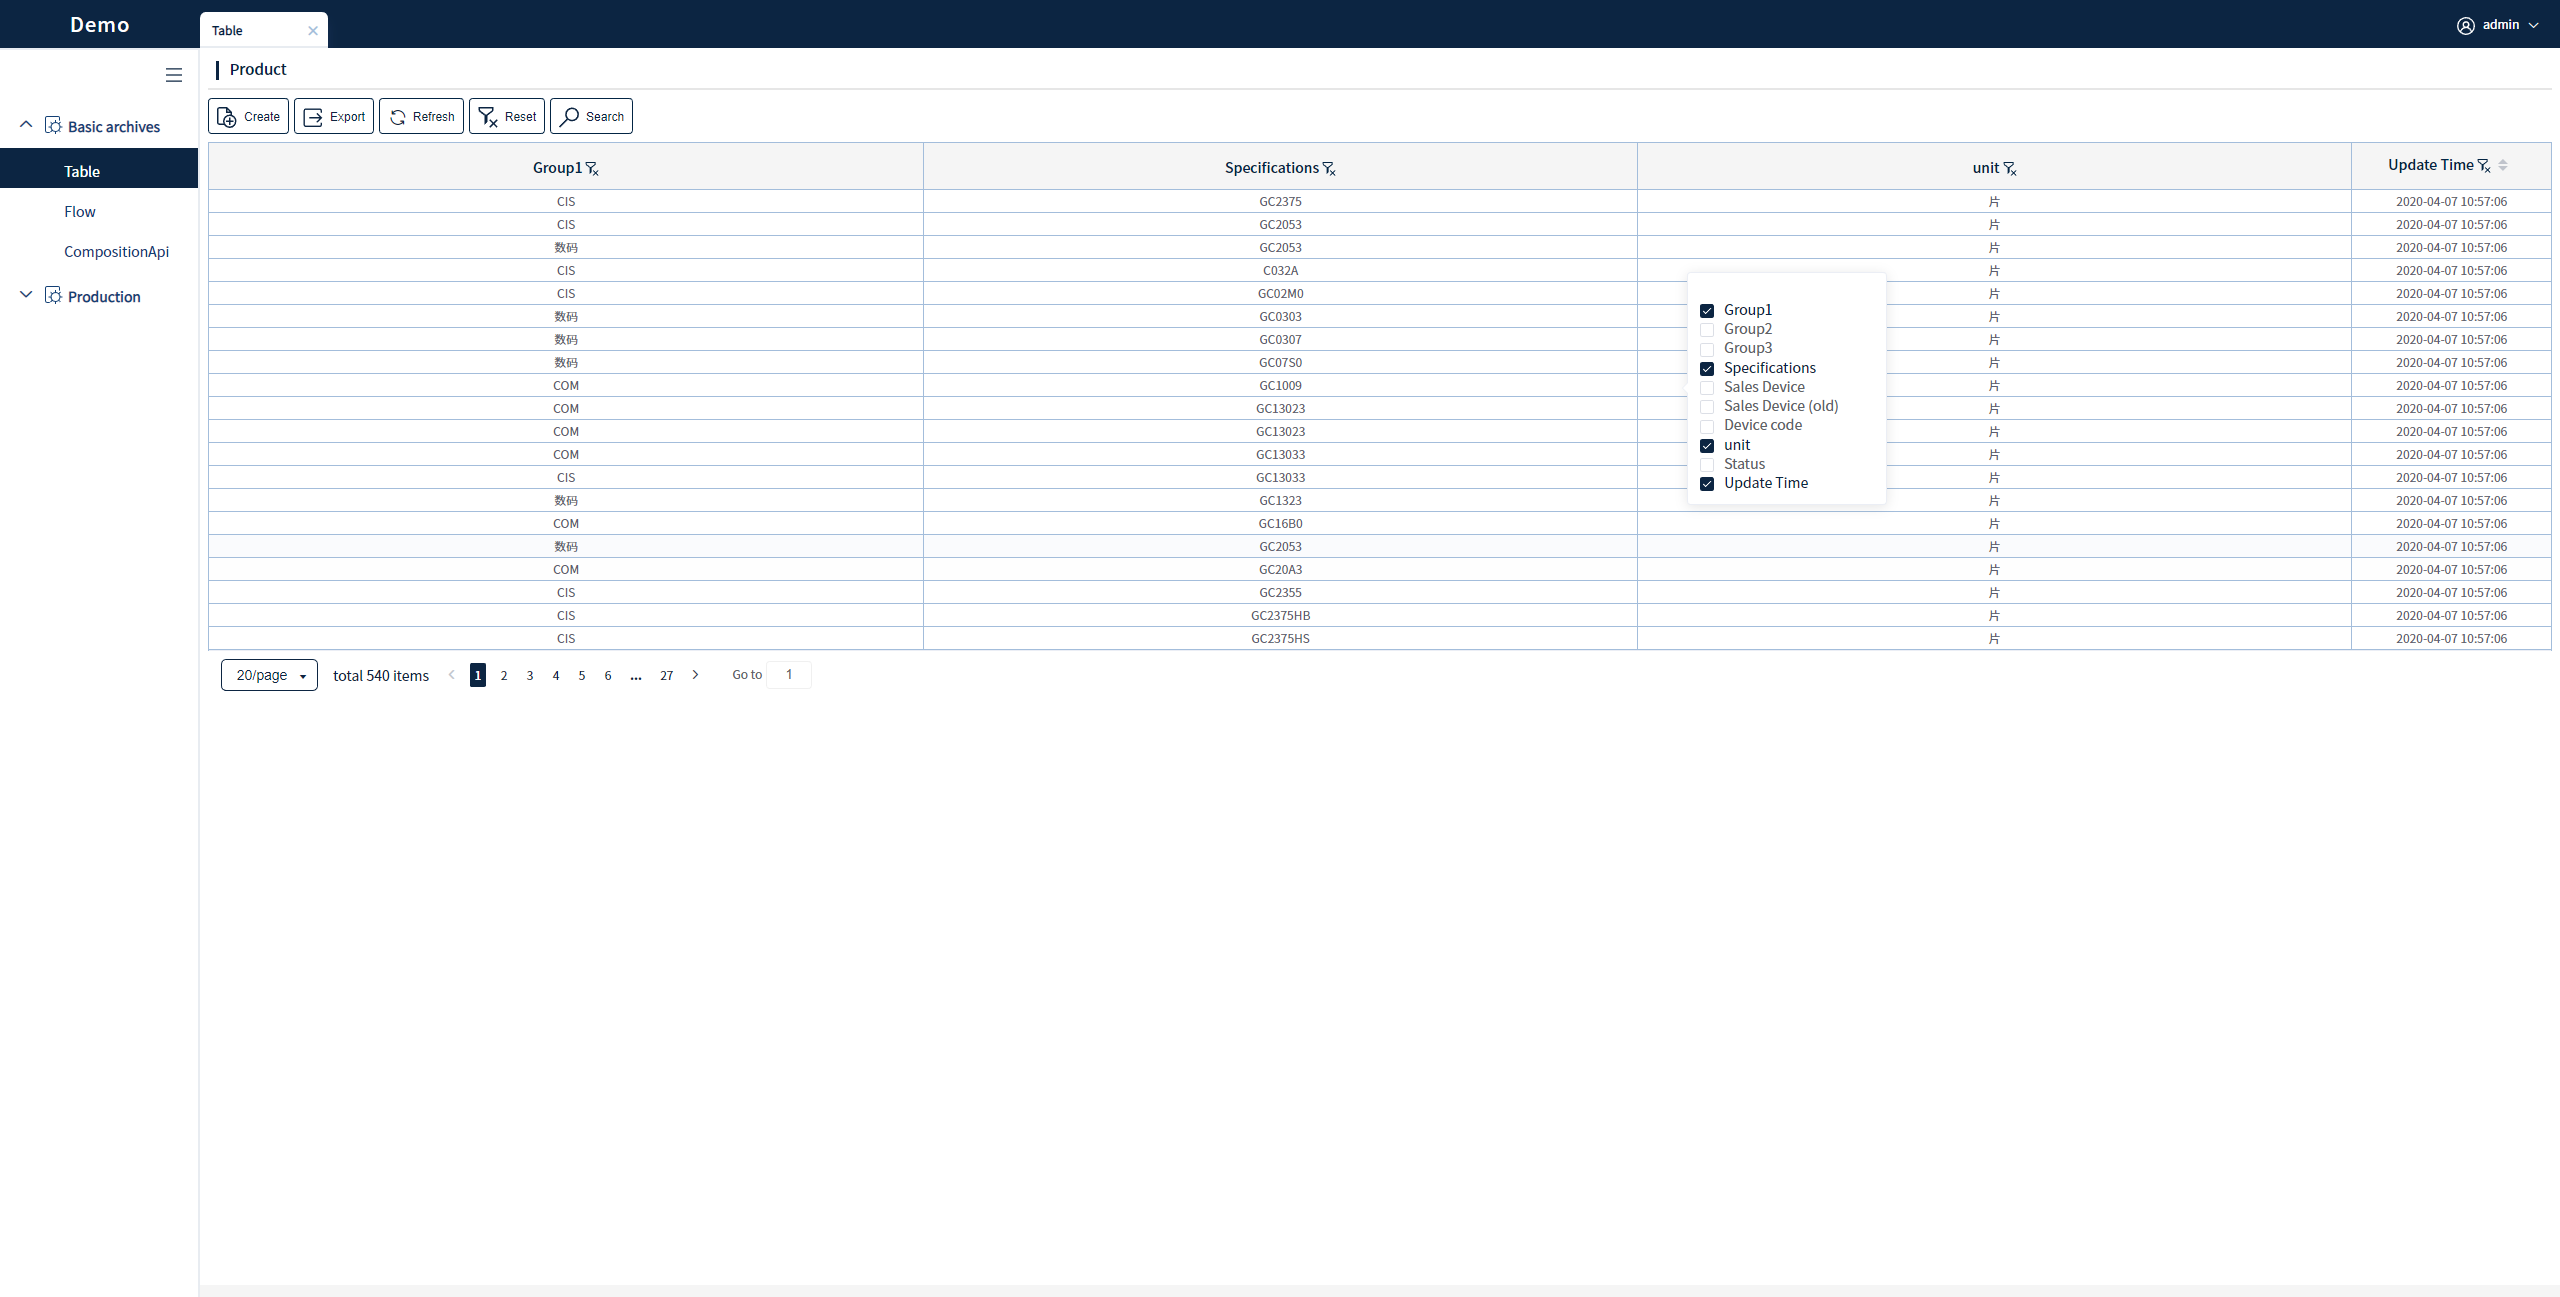 Demo
Table
admin
Product
Create Export Refresh Reset Search
Basic archives
Table
Flow
CompositionApi
Production
Group1 Specifications unit Update Time
CIS GC2375 片 2020-04-07 10:57:06
CIS GC2053 片 2020-04-07 10:57:06
数码 GC2053 片 2020-04-07 10:57:06
CIS C032A 片 2020-04-07 10:57:06
CIS GC02M0 片 2020-04-07 10:57:06
数码 GC0303 片 2020-04-07 10:57:06
数码 GC0307 片 2020-04-07 10:57:06
数码 GC07S0 片 2020-04-07 10:57:06
COM GC1009 片 2020-04-07 10:57:06
COM GC13023 片 2020-04-07 10:57:06
COM GC13023 片 2020-04-07 10:57:06
COM GC13033 片 2020-04-07 10:57:06
CIS GC13033 片 2020-04-07 10:57:06
数码 GC1323 片 2020-04-07 10:57:06
COM GC16B0 片 2020-04-07 10:57:06
数码 GC2053 片 2020-04-07 10:57:06
COM GC20A3 片 2020-04-07 10:57:06
CIS GC2355 片 2020-04-07 10:57:06
CIS GC2375HB 片 2020-04-07 10:57:06
CIS GC2375HS 片 2020-04-07 10:57:06
Group1
Group2
Group3
Specifications
Sales Device
Sales Device (old)
Device code
unit
Status
Update Time
20/page total 540 items 1 2 3 4 5 6 ... 27 Go to 1